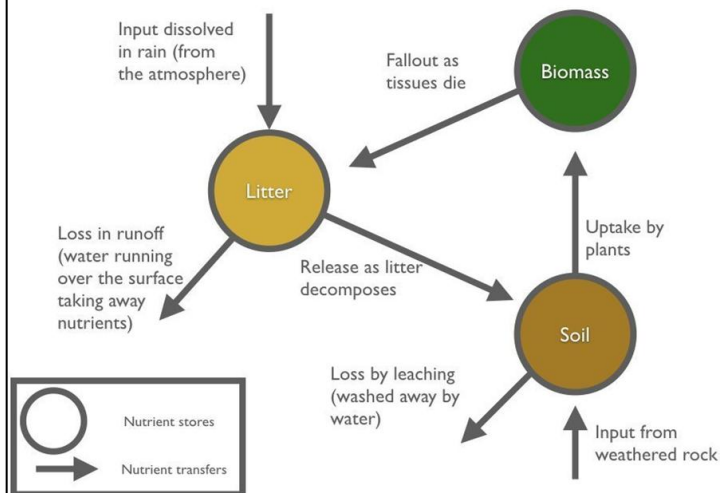 Input dissolved
in rain (from
the atmosphere)
Fallout as
tissues die
Biomass
Litter
Loss in runoff
(water running
over the surface
taking away
nutrients)
Release as litter
decomposes
Uptake by
plants
Soil
Loss by leaching
(washed away by
water)
Input from
weathered rock
Nutrient stores
Nutrient transfers